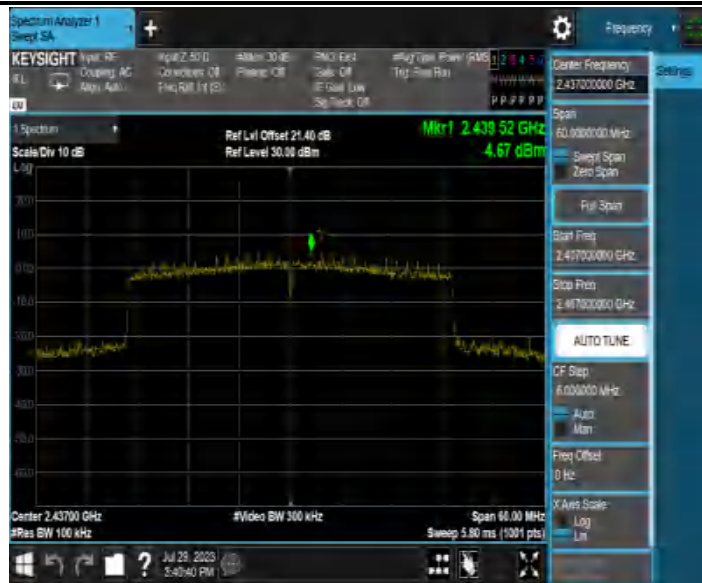 Spectrum Analyzer 1
Swept SA
+
Frequency
KEYSIGHT Input: RF
Coupling: AC
Align: Auto
Input Z: 50 Ω
Corrections: Off
Freq Ref: Int (S)
#Atten: 30 dB
Preamp: Off
Gate: Off
IF Gain: Low
Sig Track: Off
Trig: Free Run
1 2 3 4 5 6
P P P P P P
1 Spectrum
Scale/Div 10 dB
Log
Ref Lvl Offset 21.40 dB
Ref Level 30.00 dBm
Mkr1 2.439 52 GHz
4.67 dBm
Center 2.43700 GHz
#Res BW 100 kHz
#Video BW 300 kHz
Span 60.00 MHz
Sweep 5.80 ms (1001 pts)
Center Frequency
2.437000000 GHz
Settings
Span
60.0000000 MHz
Swept Span
Zero Span
Full Span
Start Freq
2.407000000 GHz
Stop Freq
2.467000000 GHz
AUTO TUNE
CF Step
6.000000 MHz
Auto
Man
Freq Offset
0 Hz
X Axis Scale
Log
Lin
?
Jul 29, 2023